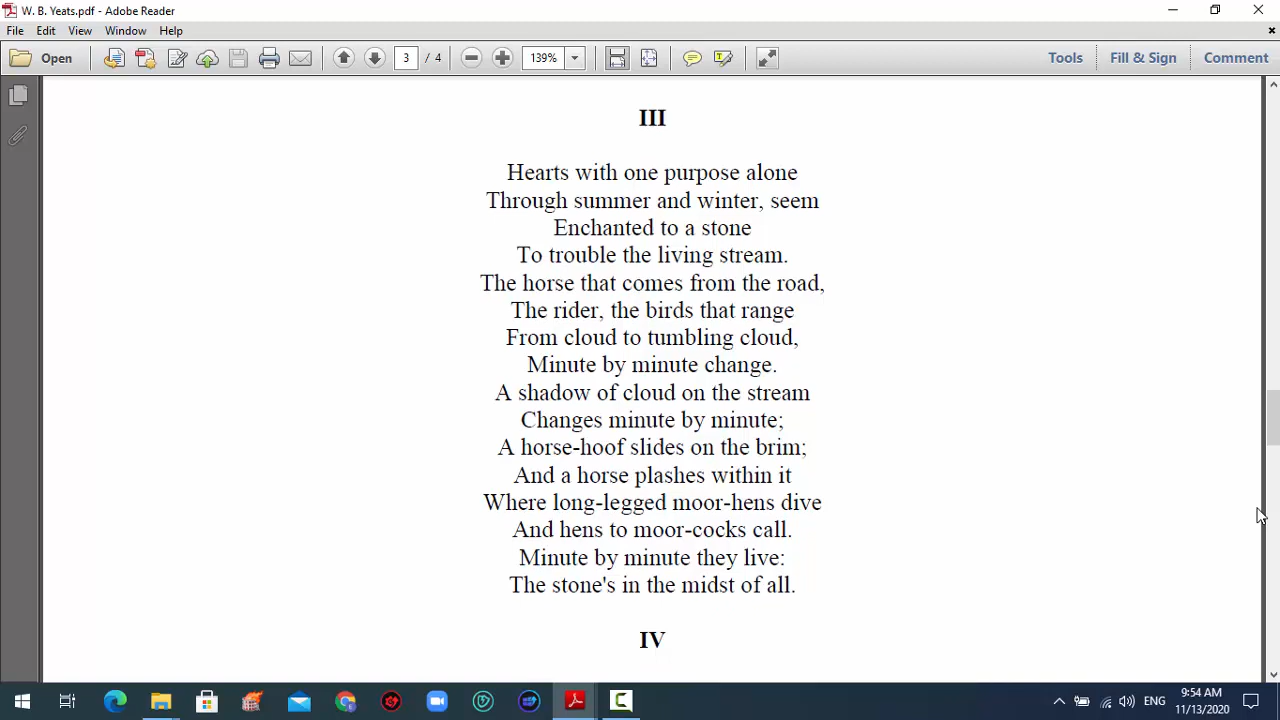 W. B. Yeats.pdf - Adobe Reader
File Edit View Window Help
Open 3 / 4 139% Tools Fill & Sign Comment
III
Hearts with one purpose alone
Through summer and winter, seem
Enchanted to a stone
To trouble the living stream.
The horse that comes from the road,
The rider, the birds that range
From cloud to tumbling cloud,
Minute by minute change.
A shadow of cloud on the stream
Changes minute by minute;
A horse-hoof slides on the brim;
And a horse plashes within it
Where long-legged moor-hens dive
And hens to moor-cocks call.
Minute by minute they live:
The stone's in the midst of all.
IV
ENG
9:54 AM
11/13/2020